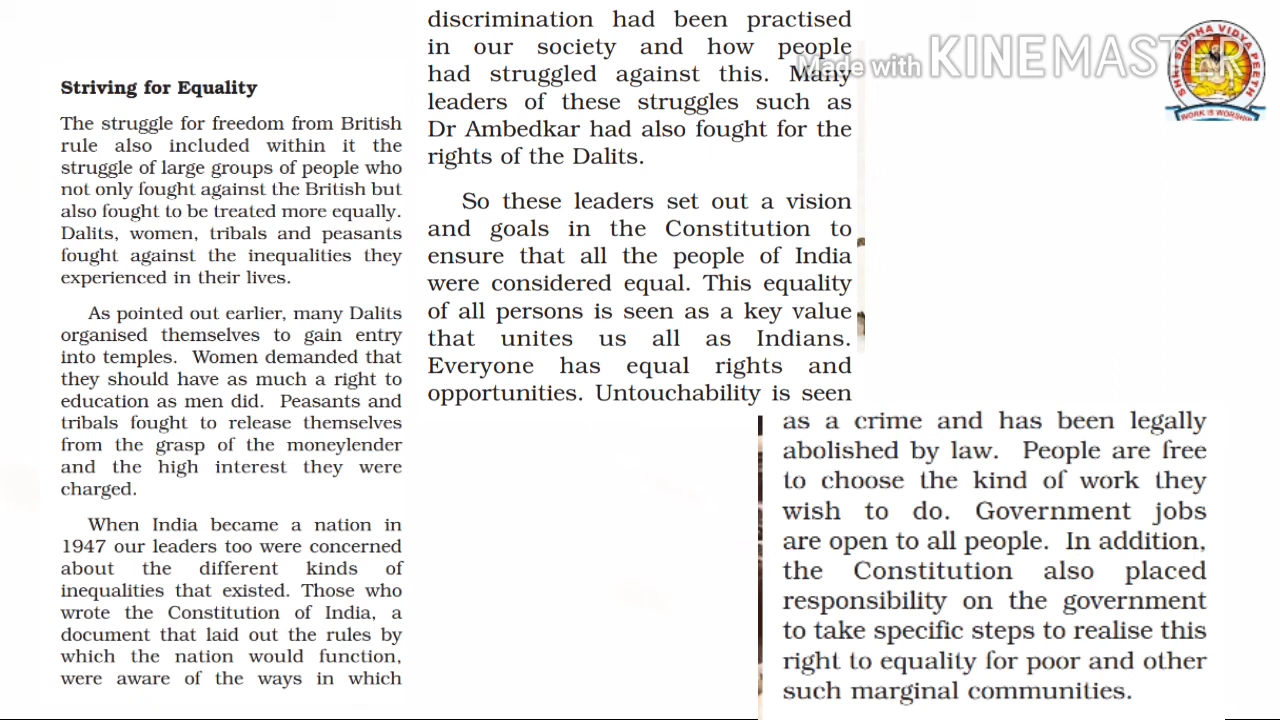 Striving for Equality
The struggle for freedom from British
rule also included within it the
struggle of large groups of people who
not only fought against the British but
also fought to be treated more equally.
Dalits, women, tribals and peasants
fought against the inequalities they
experienced in their lives.
As pointed out earlier, many Dalits
organised themselves to gain entry
into temples. Women demanded that
they should have as much a right to
education as men did. Peasants and
tribals fought to release themselves
from the grasp of the moneylender
and the high interest they were
charged.
When India became a nation in
1947 our leaders too were concerned
about the different kinds of
inequalities that existed. Those who
wrote the Constitution of India, a
document that laid out the rules by
which the nation would function,
were aware of the ways in which
discrimination had been practised
in our society and how people
had struggled against this. Many
leaders of these struggles such as
Dr Ambedkar had also fought for the
rights of the Dalits.
So these leaders set out a vision
and goals in the Constitution to
ensure that all the people of India
were considered equal. This equality
of all persons is seen as a key value
that unites us all as Indians.
Everyone has equal rights and
opportunities. Untouchability is seen
as a crime and has been legally
abolished by law. People are free
to choose the kind of work they
wish to do. Government jobs
are open to all people. In addition,
the Constitution also placed
responsibility on the government
to take specific steps to realise this
right to equality for poor and other
such marginal communities.
Made with KINEMASTER
SHRI SIDDHA VIDYA PEETH
WORK IS WORSHIP